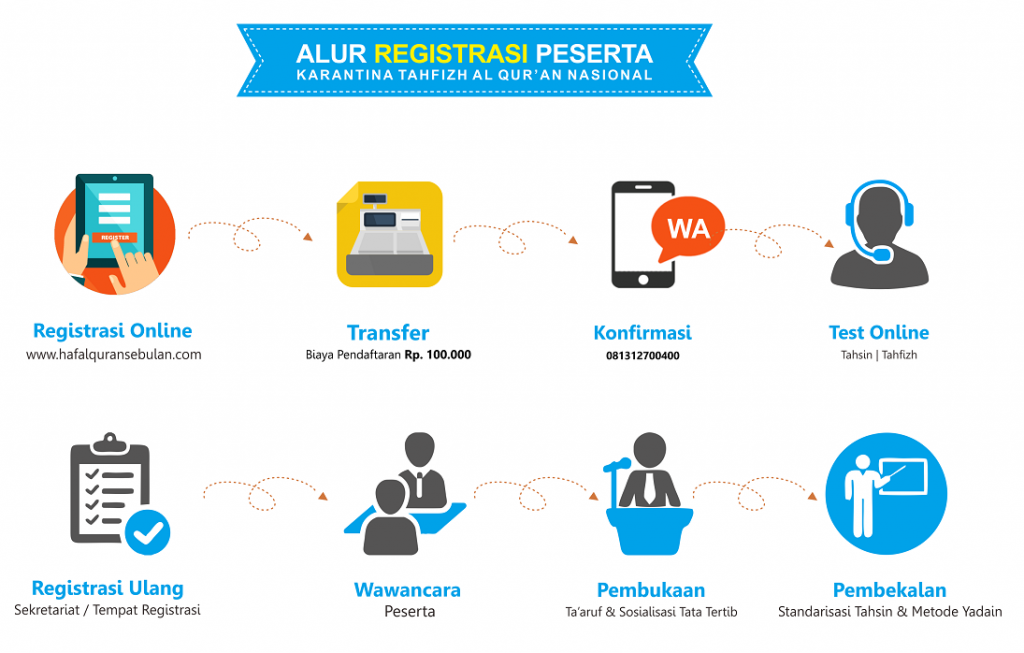 ALUR REGISTRASI PESERTA
KARANTINA TAHFIZH AL QUR'AN NASIONAL
REGISTER
WA
Registrasi Online
www.hafalquransebulan.com
Transfer
Biaya Pendaftaran Rp. 100.000
Konfirmasi
081312700400
Test Online
Tahsin | Tahfizh
Registrasi Ulang
Sekretariat / Tempat Registrasi
Wawancara
Peserta
Pembukaan
Ta'aruf & Sosialisasi Tata Tertib
Pembekalan
Standarisasi Tahsin & Metode Yadain